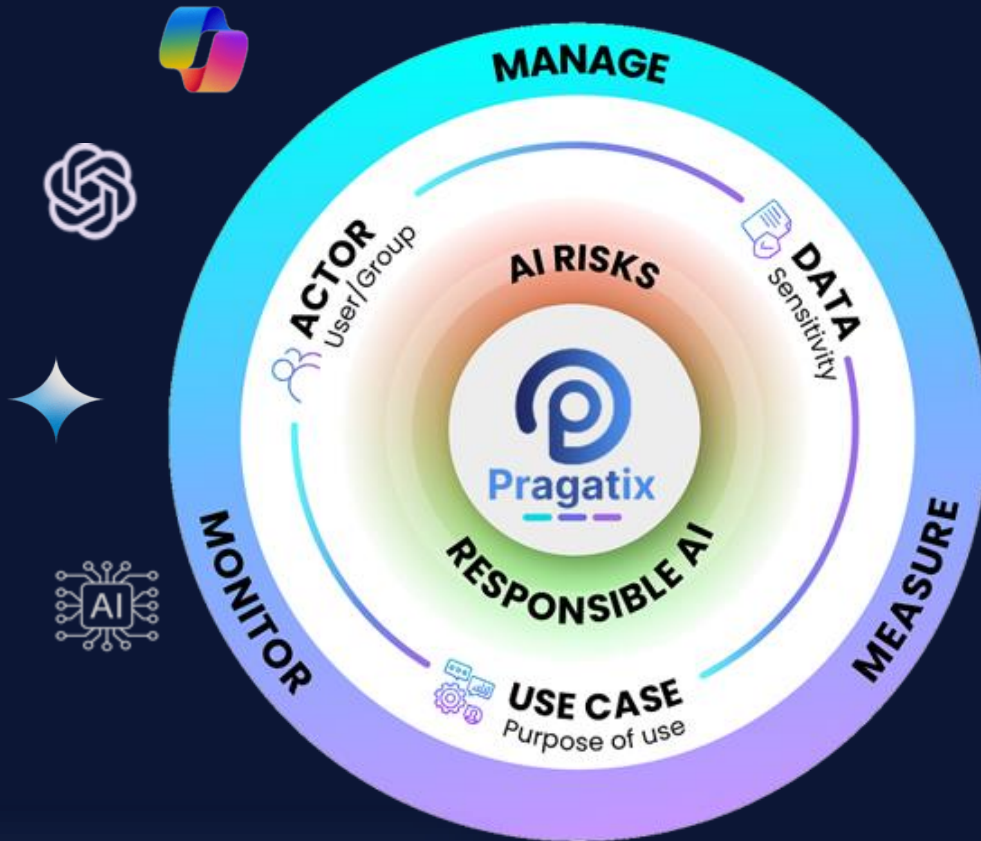 MANAGE
ACTOR
User/Group
DATA
Sensitivity
AI RISKS
Pragatix
RESPONSIBLE AI
USE CASE
Purpose of use
MONITOR
MEASURE
AI